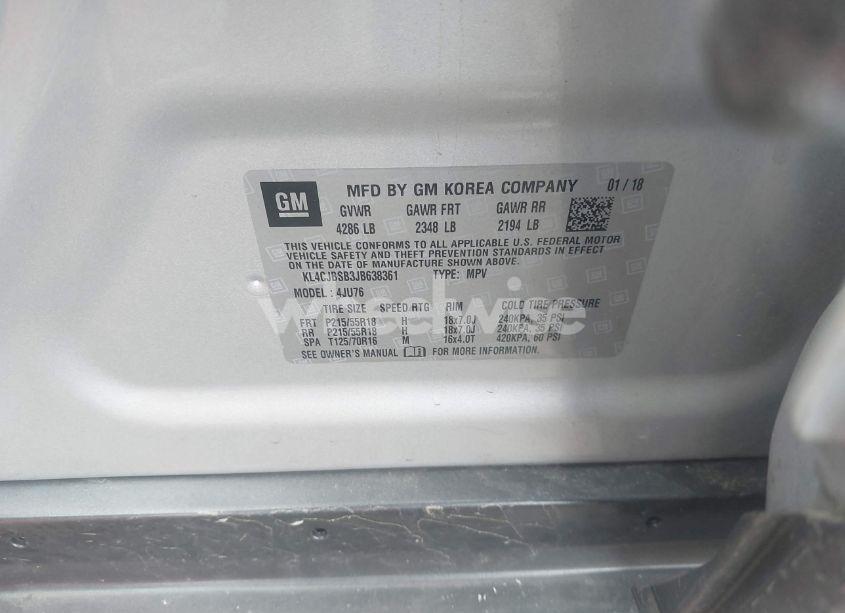 GM MFD BY GM KOREA COMPANY 01 / 18
GVWR GAWR FRT GAWR RR
4286 LB 2348 LB 2194 LB
THIS VEHICLE CONFORMS TO ALL APPLICABLE U.S. FEDERAL MOTOR
VEHICLE SAFETY AND THEFT PREVENTION STANDARDS IN EFFECT
ON THE DATE OF MANUFACTURE SHOWN ABOVE.
KL4CJBSB3JB638361 TYPE: MPV
MODEL: 4JU76
TIRE SIZE SPEED RTG RIM COLD TIRE PRESSURE
FRT P215/55R18 H 18x7.0J 240KPA, 35 PSI
RR P215/55R18 H 18x7.0J 240KPA, 35 PSI
SPA T125/70R16 M 16x4.0T 420KPA, 60 PSI
SEE OWNER'S MANUAL FOR MORE INFORMATION.
wheelwise